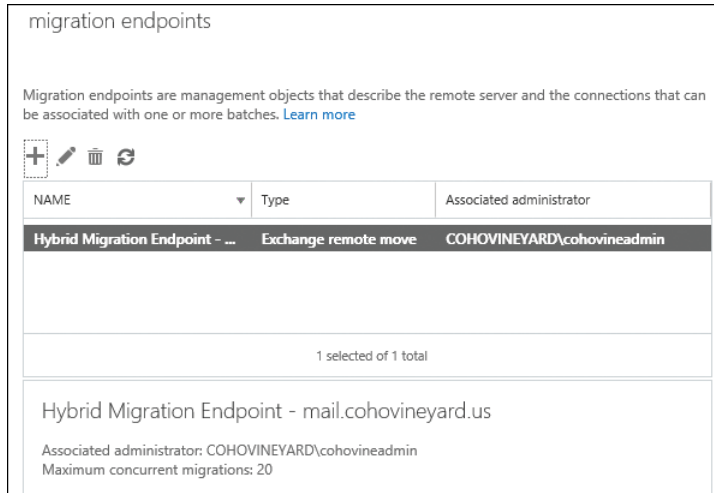 migration endpoints
Migration endpoints are management objects that describe the remote server and the connections that can
be associated with one or more batches. Learn more
NAME Type Associated administrator
Hybrid Migration Endpoint - ... Exchange remote move COHOVINEYARD\cohovineadmin
1 selected of 1 total
Hybrid Migration Endpoint - mail.cohovineyard.us
Associated administrator: COHOVINEYARD\cohovineadmin
Maximum concurrent migrations: 20